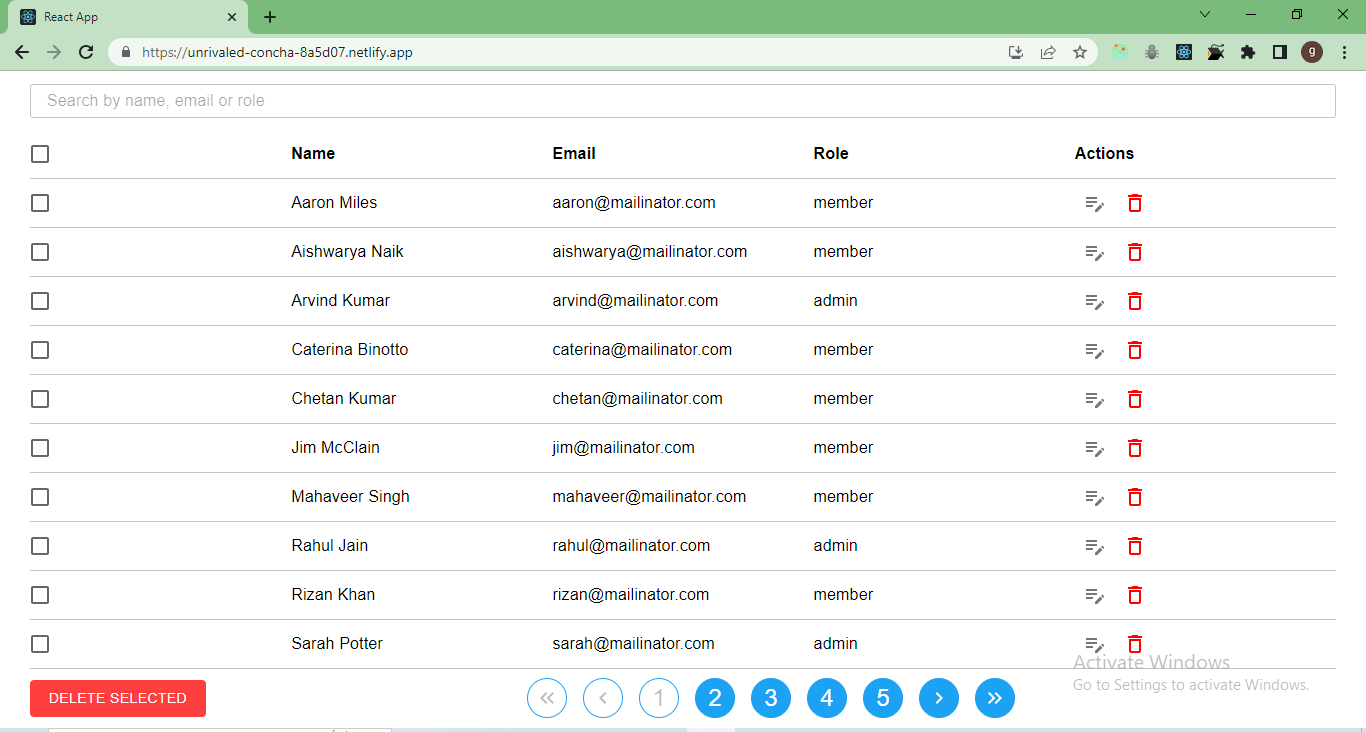 React App
https://unrivaled-concha-8a5d07.netlify.app
g
Search by name, email or role
Name Email Role Actions
Aaron Miles aaron@mailinator.com member
Aishwarya Naik aishwarya@mailinator.com member
Arvind Kumar arvind@mailinator.com admin
Caterina Binotto caterina@mailinator.com member
Chetan Kumar chetan@mailinator.com member
Jim McClain jim@mailinator.com member
Mahaveer Singh mahaveer@mailinator.com member
Rahul Jain rahul@mailinator.com admin
Rizan Khan rizan@mailinator.com member
Sarah Potter sarah@mailinator.com admin
Activate Windows
Go to Settings to activate Windows.
DELETE SELECTED « ‹ 1 2 3 4 5 › »